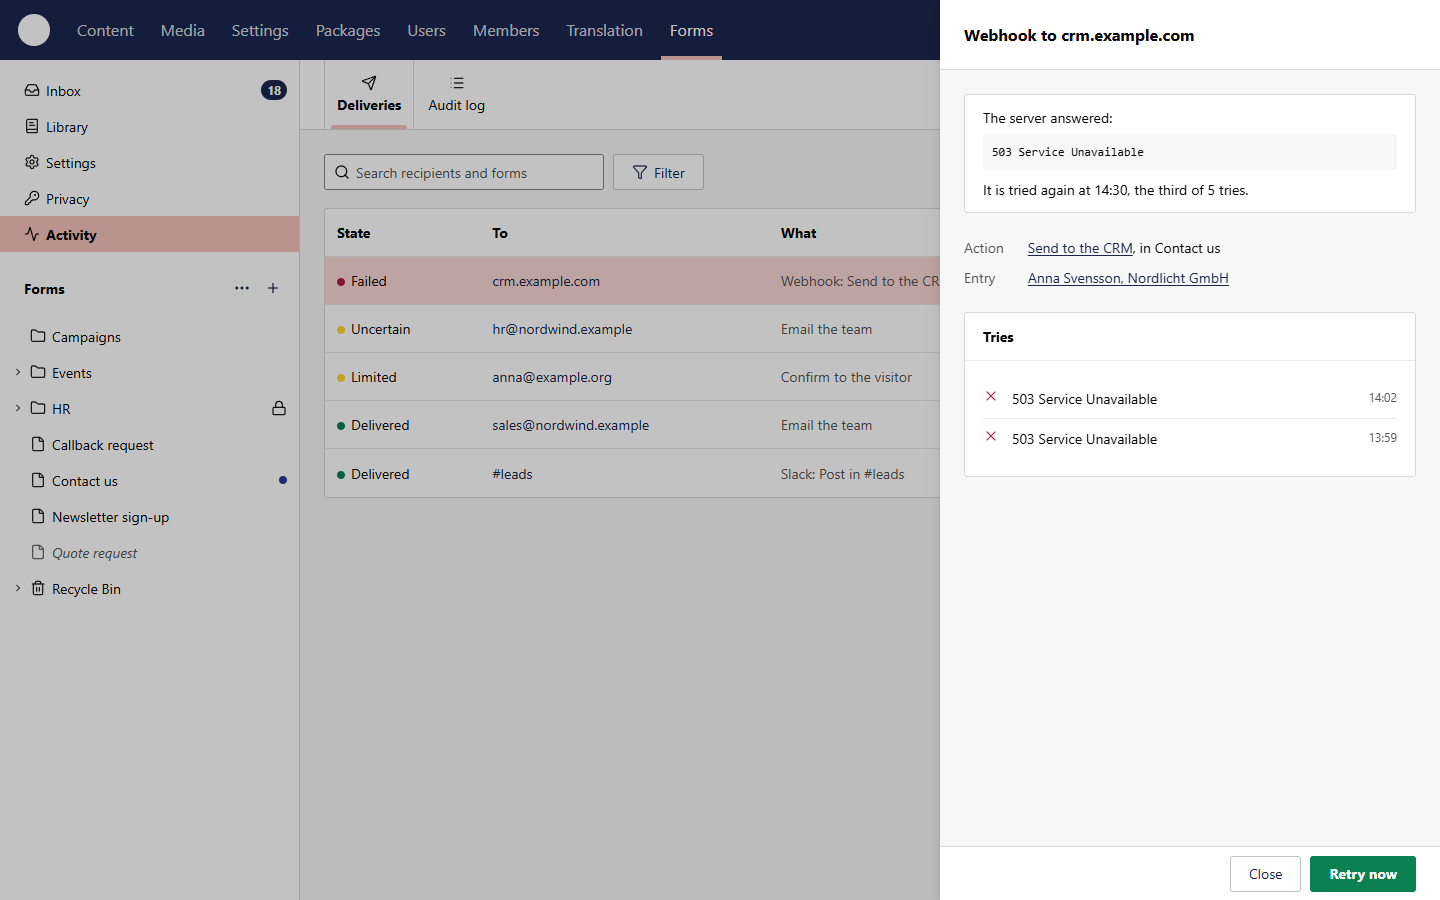 Content Media Settings Packages Users Members Translation Forms
Inbox 18
Library
Settings
Privacy
Activity
Forms
Campaigns
Events
HR
Callback request
Contact us
Newsletter sign-up
Quote request
Recycle Bin
Deliveries Audit log
Search recipients and forms Filter
State To What
Failed crm.example.com Webhook: Send to the CR
Uncertain hr@nordwind.example Email the team
Limited anna@example.org Confirm to the visitor
Delivered sales@nordwind.example Email the team
Delivered #leads Slack: Post in #leads
Webhook to crm.example.com
The server answered:
503 Service Unavailable
It is tried again at 14:30, the third of 5 tries.
Action Send to the CRM, in Contact us
Entry Anna Svensson, Nordlicht GmbH
Tries
503 Service Unavailable 14:02
503 Service Unavailable 13:59
Close Retry now